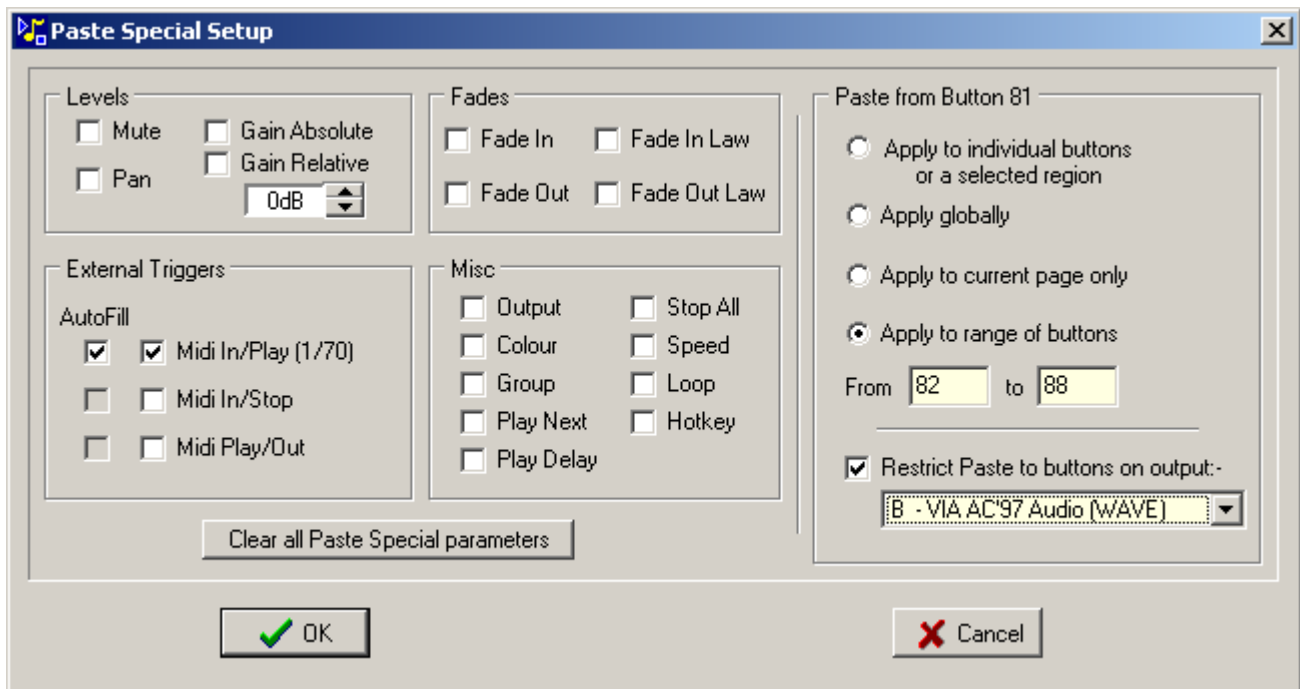 Paste Special Setup
Levels
Mute
Gain Absolute
Gain Relative
Pan
0dB
Fades
Fade In
Fade In Law
Fade Out
Fade Out Law
External Triggers
AutoFill
Midi In/Play (1/70)
Midi In/Stop
Midi Play/Out
Misc
Output
Stop All
Colour
Speed
Group
Loop
Play Next
Hotkey
Play Delay
Clear all Paste Special parameters
Paste from Button 81
Apply to individual buttons
or a selected region
Apply globally
Apply to current page only
Apply to range of buttons
From 82 to 88
Restrict Paste to buttons on output:-
B - VIA AC'97 Audio (WAVE)
OK
Cancel